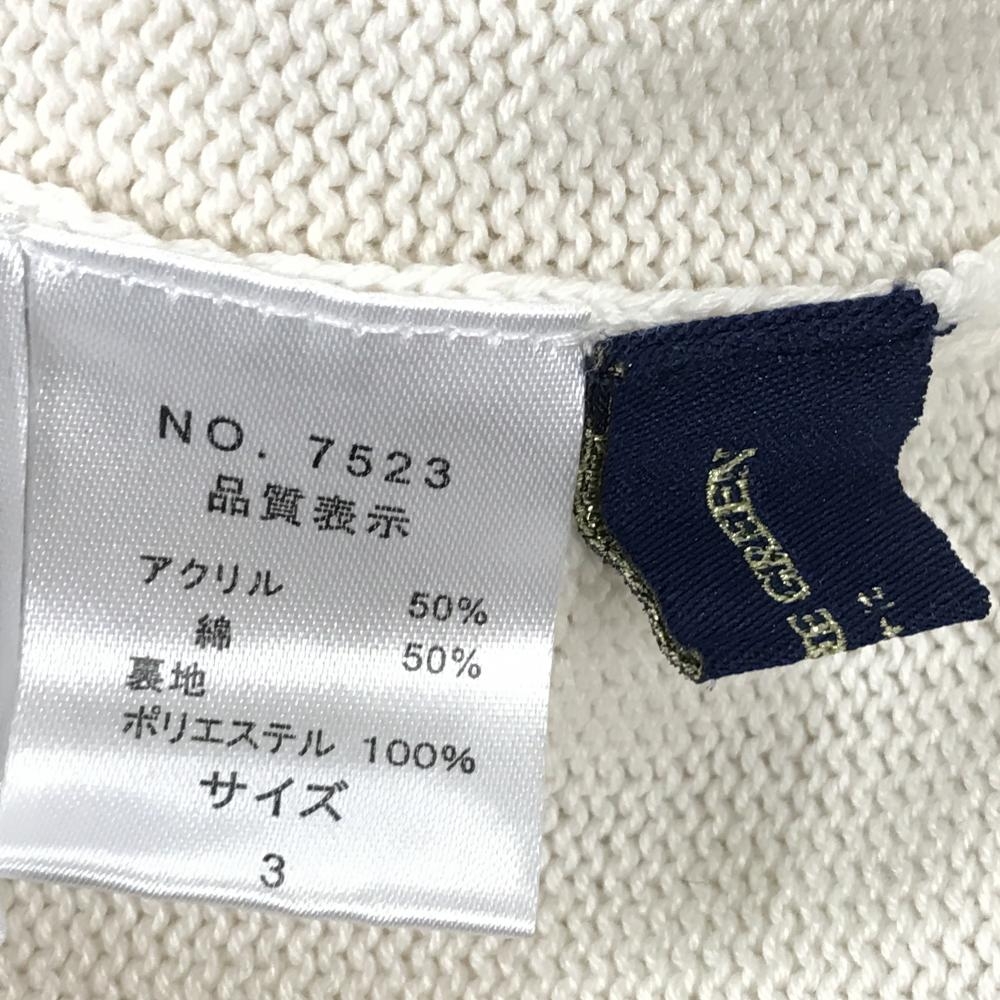 NO. 7523
品質表示
アクリル 50%
綿 50%
裏地
ポリエステル 100%
サイズ
3
GREEN